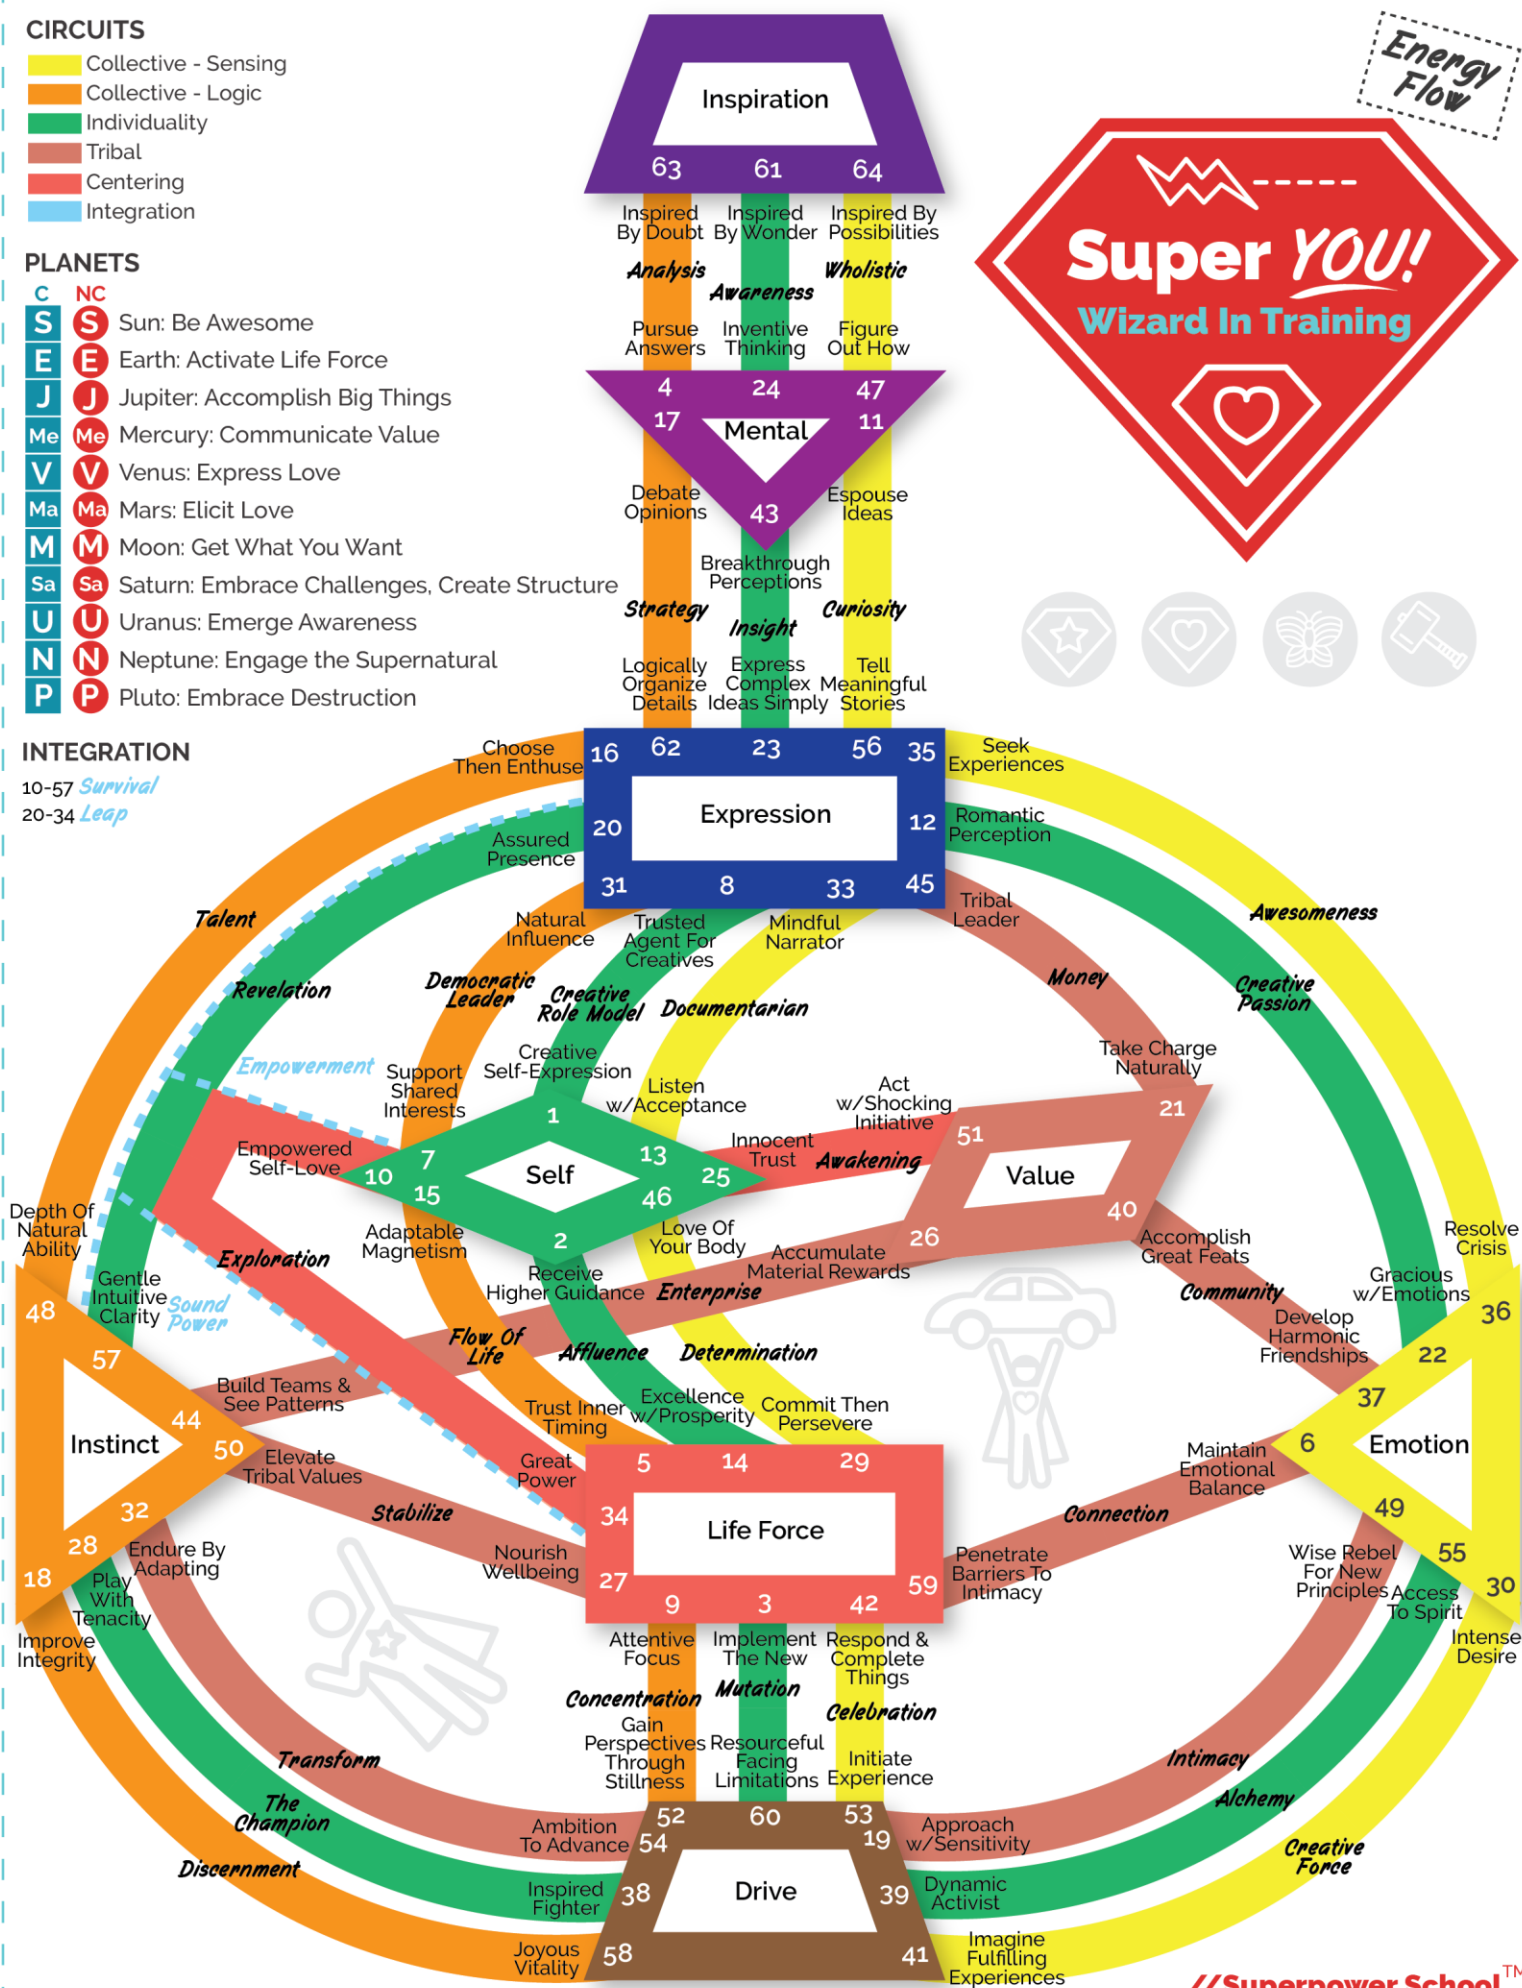 CIRCUITS
Collective - Sensing
Collective - Logic
Individuality
Tribal
Centering
Integration
PLANETS
C NC
S S Sun: Be Awesome
E E Earth: Activate Life Force
J J Jupiter: Accomplish Big Things
Me Me Mercury: Communicate Value
V V Venus: Express Love
Ma Ma Mars: Elicit Love
M M Moon: Get What You Want
Sa Sa Saturn: Embrace Challenges, Create Structure
U U Uranus: Emerge Awareness
N N Neptune: Engage the Supernatural
P P Pluto: Embrace Destruction
INTEGRATION
10-57 Survival
20-34 Leap
Energy
Flow
Super YOU!
Wizard In Training
Inspiration
63 61 64
Inspired
By Doubt
Inspired
By Wonder
Inspired By
Possibilities
Analysis
Awareness
Wholistic
Pursue
Answers
Inventive
Thinking
Figure
Out How
4 24 47
17 11
Mental
43
Debate
Opinions
Espouse
Ideas
Breakthrough
Perceptions
Strategy
Insight
Curiosity
Logically
Organize
Details
Express
Complex
Ideas Simply
Tell
Meaningful
Stories
16 62 23 56 35
Expression
20 12
31 8 33 45
Choose
Then Enthuse
Seek
Experiences
Assured
Presence
Romantic
Perception
Natural
Influence
Trusted
Agent For
Creatives
Mindful
Narrator
Tribal
Leader
Talent
Revelation
Democratic
Leader
Creative
Role Model
Documentarian
Money
Creative
Passion
Awesomeness
Empowerment
Support
Shared
Interests
Creative
Self-Expression
Listen
w/Acceptance
Act
w/Shocking
Initiative
Take Charge
Naturally
Empowered
Self-Love
1
7 13
10 25
15 46
2
Self
Innocent
Trust
Awakening
51 21
Value
26 40
Adaptable
Magnetism
Love Of
Your Body
Accumulate
Material Rewards
Accomplish
Great Feats
Receive
Higher Guidance
Enterprise
Community
Exploration
Sound
Power
Depth Of
Natural
Ability
Gentle
Intuitive
Clarity
Resolve
Crisis
Gracious
w/Emotions
Develop
Harmonic
Friendships
Flow Of
Life
Affluence
Determination
48
57
44
50
32
28
18
Instinct
Build Teams &
See Patterns
Elevate
Tribal Values
Trust Inner
Timing
Excellence
w/Prosperity
Commit Then
Persevere
36
22
37
6
49
55
30
Emotion
Great
Power
Stabilize
Nourish
Wellbeing
5 14 29
34
Life Force
27 59
9 3 42
Maintain
Emotional
Balance
Connection
Penetrate
Barriers To
Intimacy
Endure By
Adapting
Play
With
Tenacity
Improve
Integrity
Wise Rebel
For New
Principles
Access
To Spirit
Intense
Desire
Attentive
Focus
Implement
The New
Respond &
Complete
Things
Concentration
Mutation
Celebration
Gain
Perspectives
Through
Stillness
Resourceful
Facing
Limitations
Initiate
Experience
Transform
The
Champion
Discernment
Intimacy
Alchemy
Creative
Force
52 60 53
54 19
38 39
58 41
Drive
Ambition
To Advance
Approach
w/Sensitivity
Inspired
Fighter
Dynamic
Activist
Joyous
Vitality
Imagine
Fulfilling
Experiences
//Superpower School™